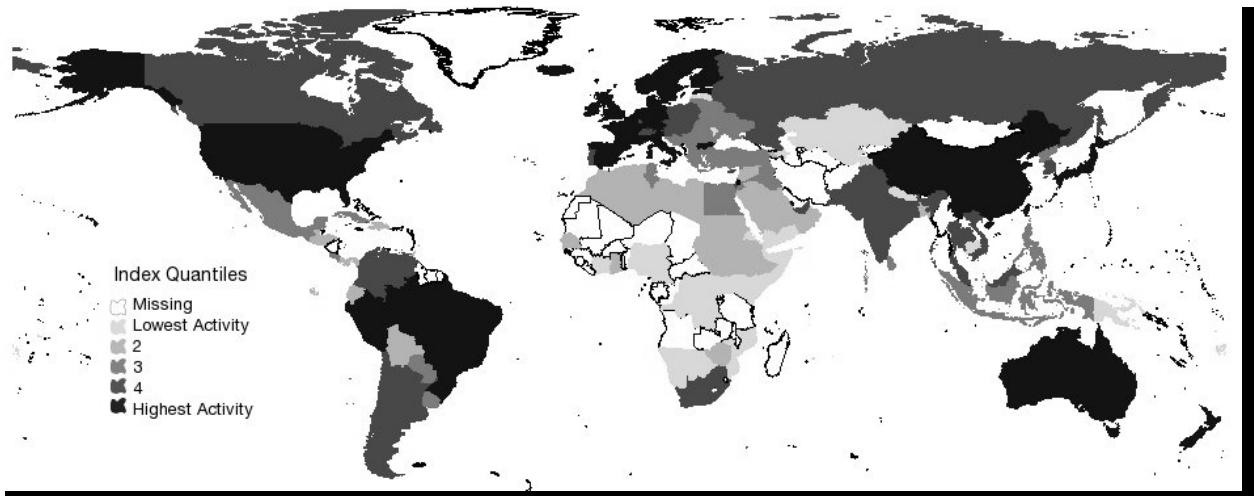 Index Quantiles
Missing
Lowest Activity
2
3
4
Highest Activity